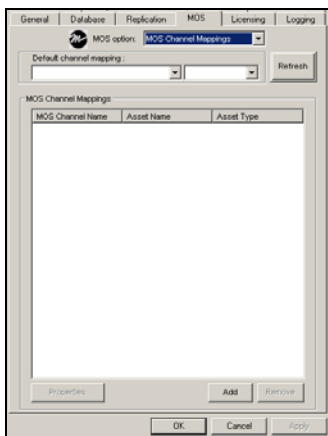 General Database Replication MOS Licensing Logging
MOS option: MOS Channel Mappings
Default channel mapping :
Refresh
MOS Channel Mappings
MOS Channel Name Asset Name Asset Type
Properties Add Remove
OK Cancel Apply